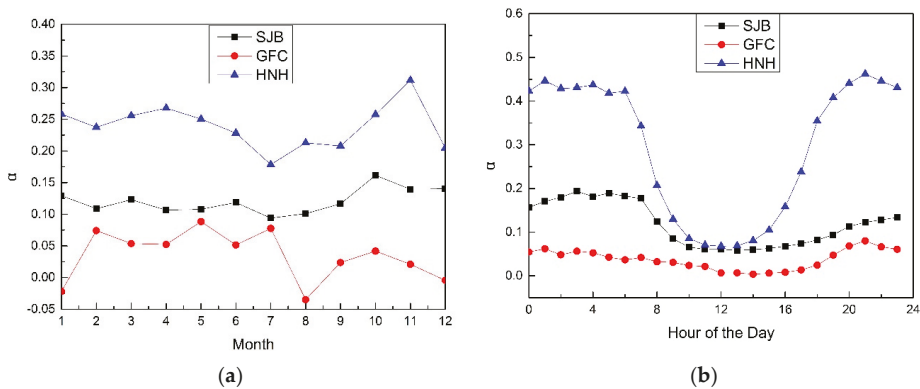 0.40
0.35
0.30
0.25
0.20
0.15
0.10
0.05
0.00
-0.05
α
SJB
GFC
HNH
1 2 3 4 5 6 7 8 9 10 11 12
Month
(a)
0.6
0.5
0.4
0.3
0.2
0.1
0.0
α
SJB
GFC
HNH
0 4 8 12 16 20 24
Hour of the Day
(b)